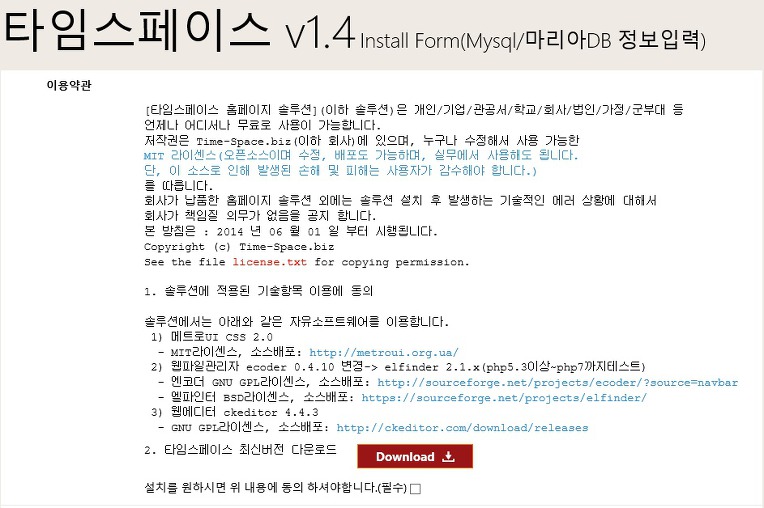 타임스페이스 v1.4 Install Form(Mysql/마리아DB 정보입력)
이용약관
[타임스페이스 홈페이지 솔루션](이하 솔루션)은 개인/기업/관공서/학교/회사/법인/가정/군부대 등
언제나 어디서나 무료로 사용이 가능합니다.
저작권은 Time-Space.biz(이하 회사)에 있으며, 누구나 수정해서 사용 가능한
MIT 라이센스(오픈소스이며 수정, 배포도 가능하며, 실무에서 사용해도 됩니다.
단, 이 소스로 인해 발생된 손해 및 피해는 사용자가 감수해야 합니다.)
를 따릅니다.
회사가 납품한 홈페이지 솔루션 외에는 솔루션 설치 후 발생하는 기술적인 에러 상황에 대해서
회사가 책임질 의무가 없음을 공지 합니다.
본 방침은 : 2014 년 06 월 01 일 부터 시행됩니다.
Copyright (c) Time-Space.biz
See the file license.txt for copying permission.
1. 솔루션에 적용된 기술항목 이용에 동의
솔루션에서는 아래와 같은 자유소프트웨어를 이용합니다.
1) 메트로UI CSS 2.0
- MIT라이센스, 소스배포: http://metroui.org.ua/
2) 웹파일관리자 ecoder 0.4.10 변경-> elfinder 2.1.x(php5.3이상~php7까지테스트)
- 엔코더 GNU GPL라이센스, 소스배포: http://sourceforge.net/projects/ecoder/?source=navbar
- 엘파인터 BSD라이센스, 소스배포: https://sourceforge.net/projects/elfinder/
3) 웹에디터 ckeditor 4.4.3
- GNU GPL라이센스, 소스배포: http://ckeditor.com/download/releases
2. 타임스페이스 최신버전 다운로드 Download
설치를 원하시면 위 내용에 동의 하셔야합니다.(필수)